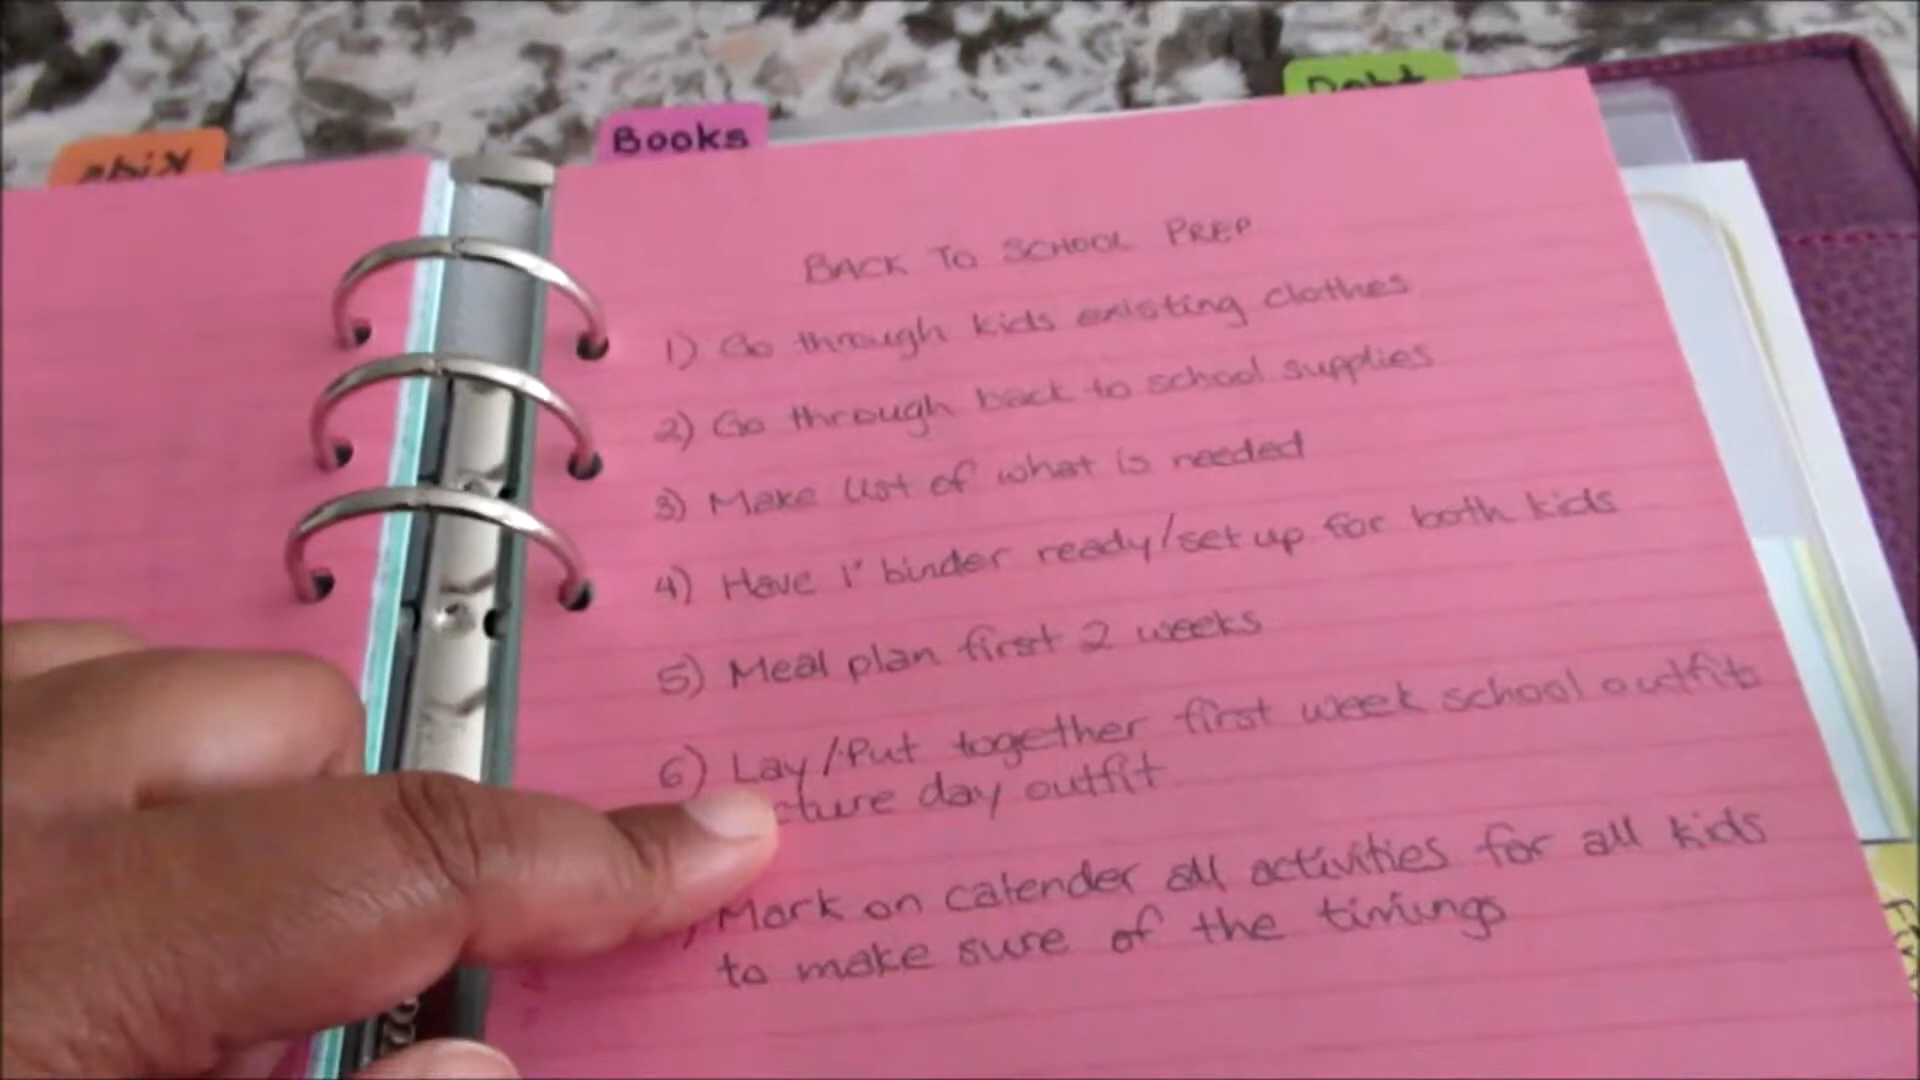 Kids
Books
Debt
BACK TO SCHOOL PREP
1) Go through kids existing clothes
2) Go through back to school supplies
3) Make list of what is needed
4) Have 1" binder ready/set up for both kids
5) Meal plan first 2 weeks
6) Lay/Put together first week school outfits
cture day outfit
) Mark on calender all activities for all kids
to make sure of the timings